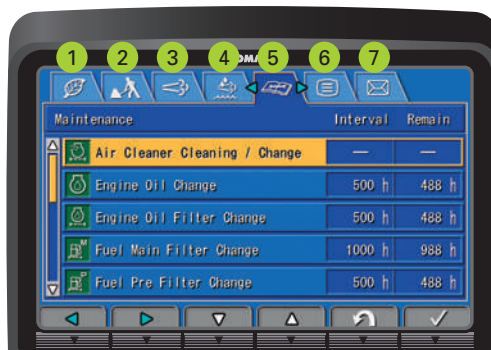 1 2 3 4 5 6 7
OMA
Maintenance Interval Remain
Air Cleaner Cleaning / Change — —
M
Engine Oil Change 500 h 488 h
Engine Oil Filter Change 500 h 488 h
Fuel Main Filter Change 1000 h 988 h
P
Fuel Pre Filter Change 500 h 488 h